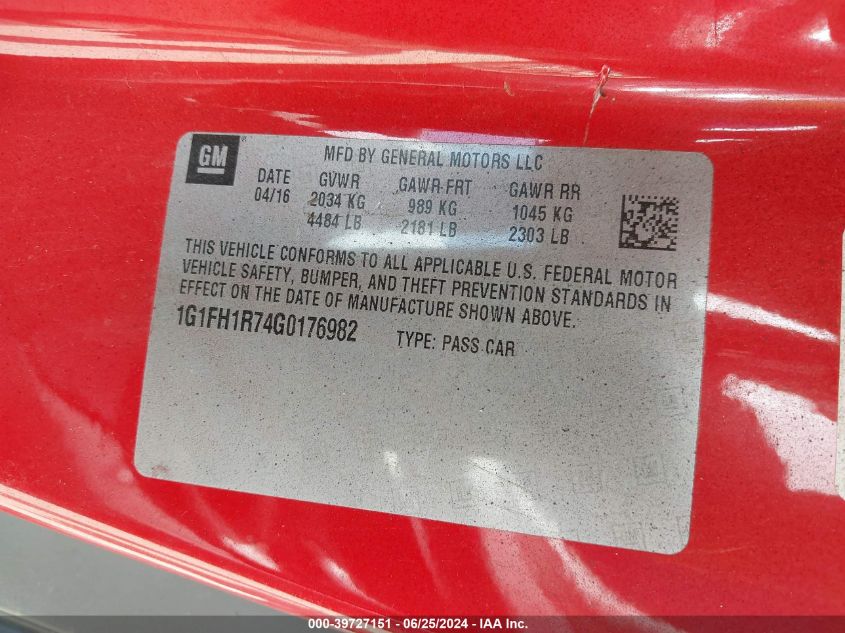 GM
MFD BY GENERAL MOTORS LLC
DATE GVWR GAWR FRT GAWR RR
04/16 2034 KG 989 KG 1045 KG
4484 LB 2181 LB 2303 LB
THIS VEHICLE CONFORMS TO ALL APPLICABLE U.S. FEDERAL MOTOR
VEHICLE SAFETY, BUMPER, AND THEFT PREVENTION STANDARDS IN
EFFECT ON THE DATE OF MANUFACTURE SHOWN ABOVE.
1G1FH1R74G0176982 TYPE: PASS CAR
000-39727151 - 06/25/2024 - IAA Inc.